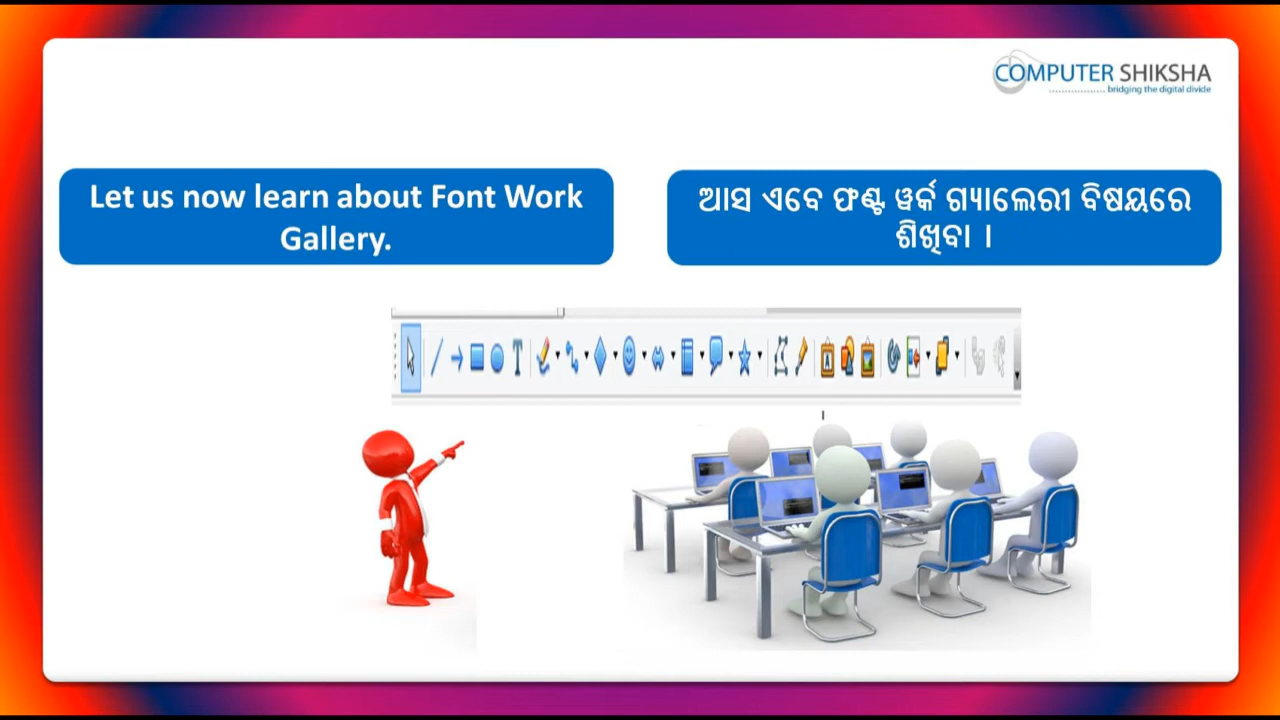 COMPUTER SHIKSHA
bridging the digital divide
Let us now learn about Font Work
Gallery.
ଆସ ଏବେ ଫଣ୍ଟ ୱର୍କ ଗ୍ୟାଲେରୀ ବିଷୟରେ
ଶିଖିବା ।